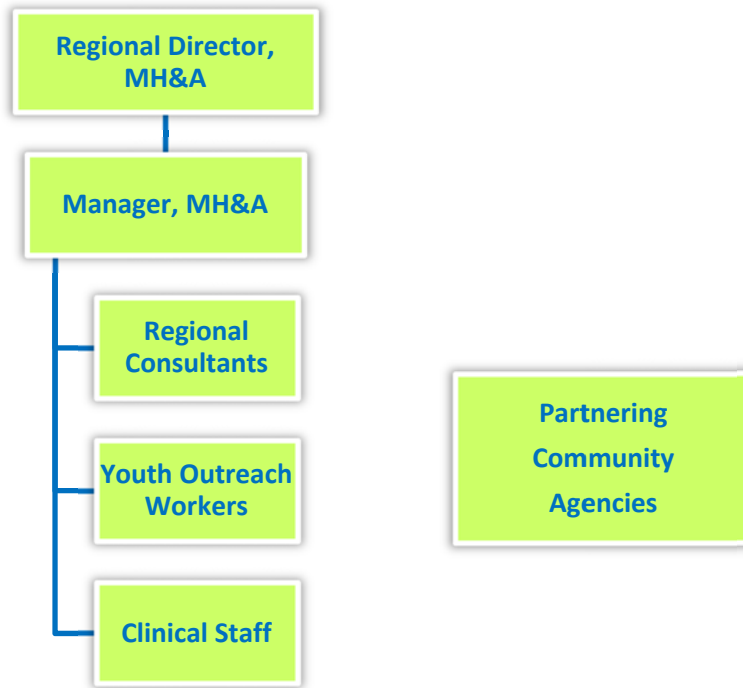 Regional Director,
MH&A
Manager, MH&A
Regional
Consultants
Youth Outreach
Workers
Clinical Staff
Partnering
Community
Agencies